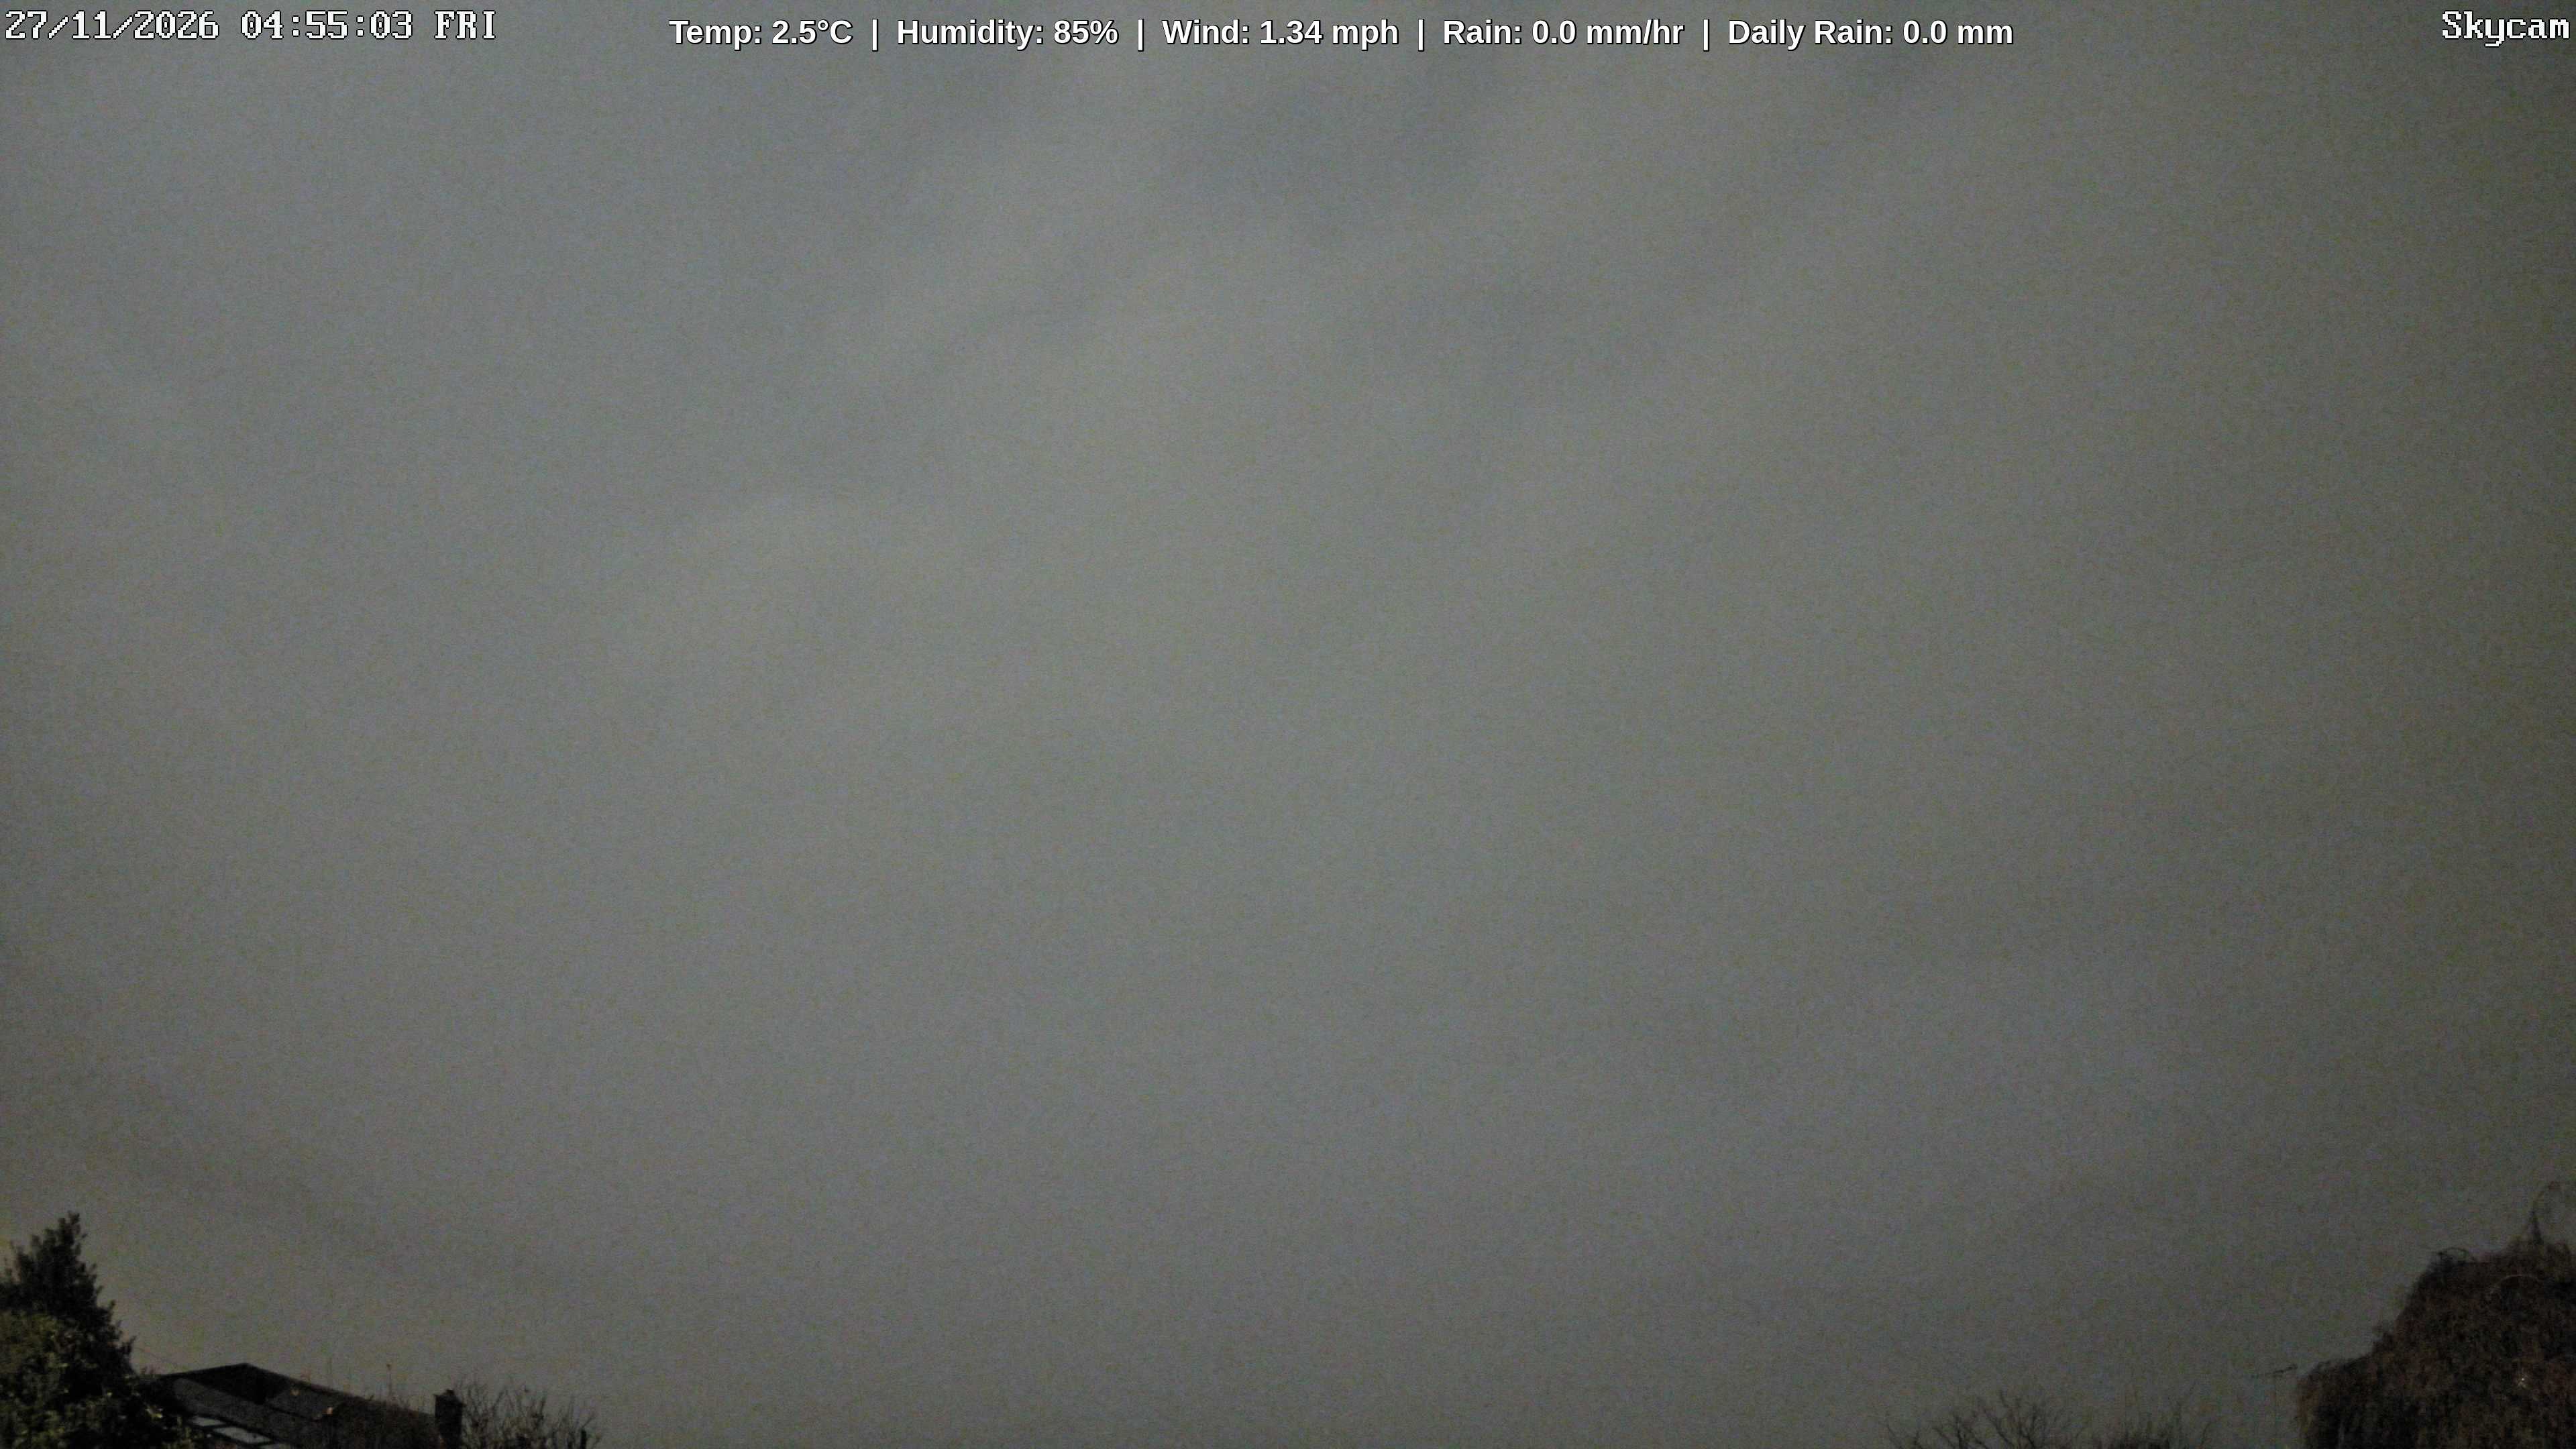 27/11/2026 04:55:03 FRI
Temp: 2.5°C | Humidity: 85% | Wind: 1.34 mph | Rain: 0.0 mm/hr | Daily Rain: 0.0 mm
Skycam